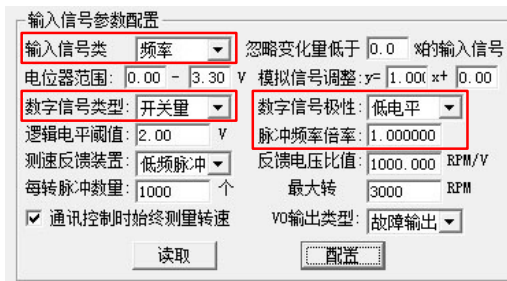 输入信号参数配置
输入信号类 频率 忽略变化量低于 0.0 %的输入信号
电位器范围: 0.00 - 3.30 V 模拟信号调整:y= 1.00( x+ 0.00
数字信号类型: 开关量 数字信号极性: 低电平
逻辑电平阈值: 2.00 V 脉冲频率倍率: 1.000000
测速反馈装置: 低频脉冲 反馈电压比值: 1000.000 RPM/V
每转脉冲数量: 1000 个 最大转 3000 RPM
通讯控制时始终测量转速 VO输出类型: 故障输出
读取 配置